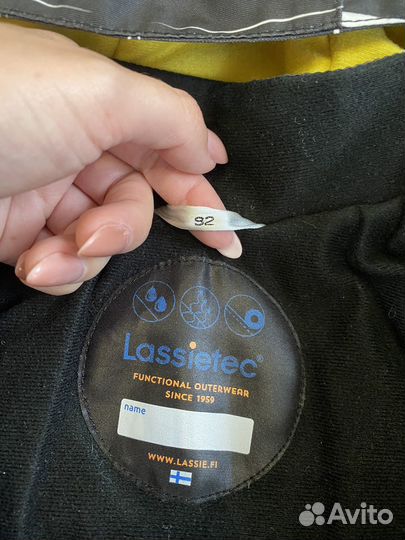 92
Lassietec®
FUNCTIONAL OUTERWEAR
SINCE 1959
name
WWW.LASSIE.FI
Avito